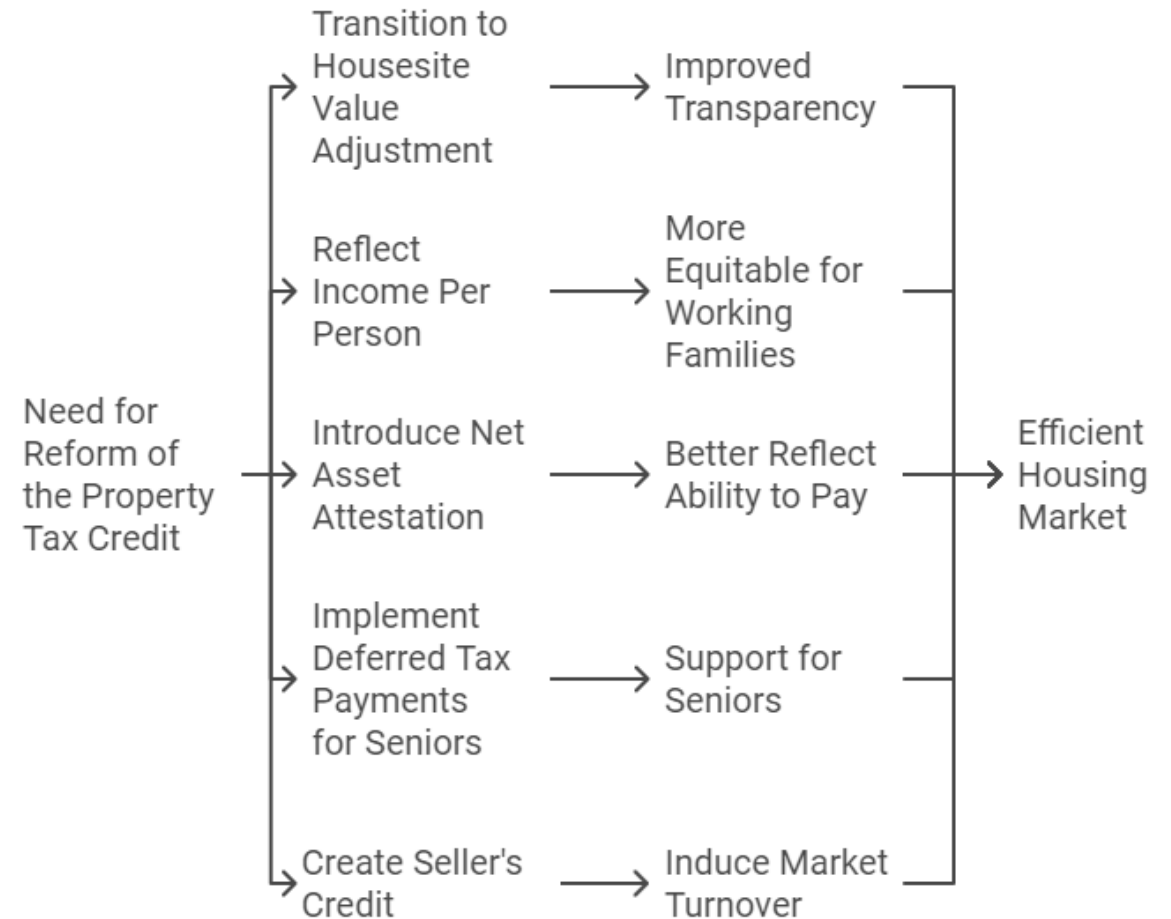 Need for
Reform of
the Property
Tax Credit
Transition to
Housesite
Value
Adjustment
Improved
Transparency
Reflect
Income Per
Person
More
Equitable for
Working
Families
Introduce Net
Asset
Attestation
Better Reflect
Ability to Pay
Implement
Deferred Tax
Payments
for Seniors
Support for
Seniors
Create Seller's
Credit
Induce Market
Turnover
Efficient
Housing
Market